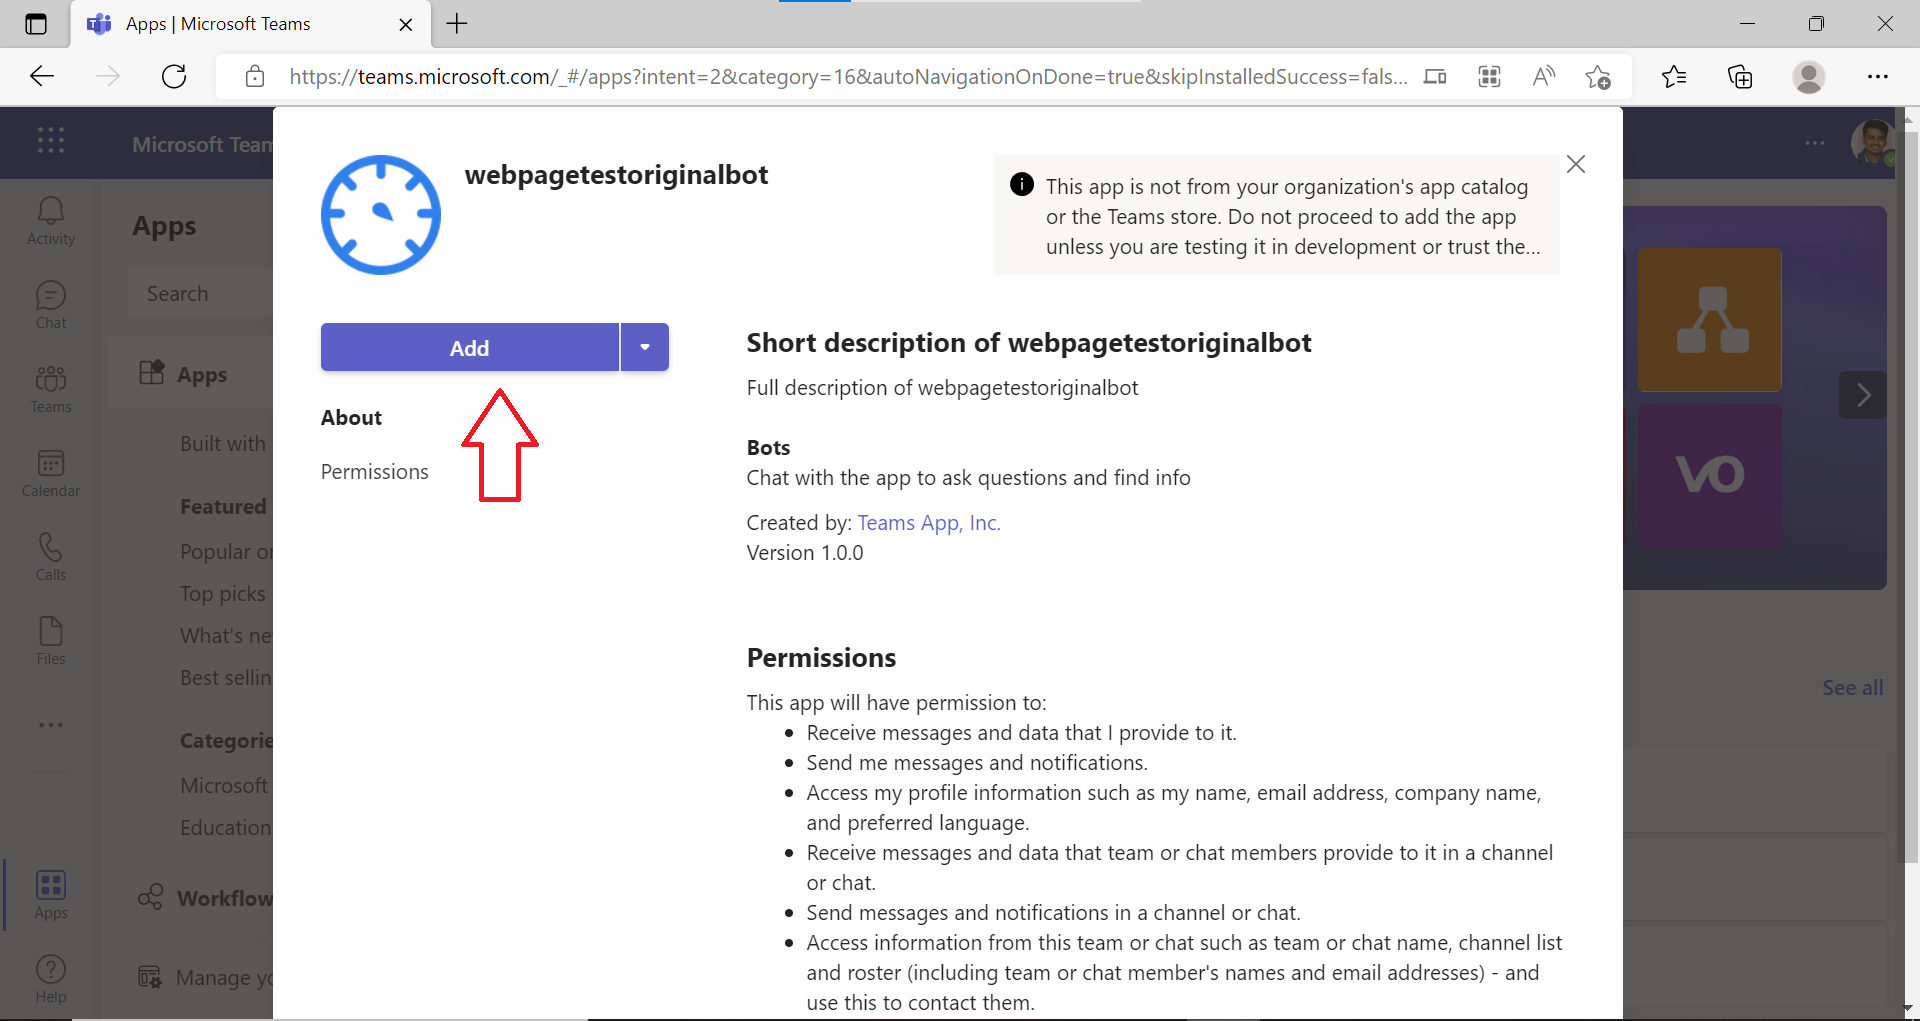 Apps | Microsoft Teams
https://teams.microsoft.com/_#/apps?intent=2&category=16&autoNavigationOnDone=true&skipInstalledSuccess=fals...
Microsoft Team
webpagetestoriginalbot
This app is not from your organization's app catalog
or the Teams store. Do not proceed to add the app
unless you are testing it in development or trust the...
Activity
Chat
Teams
Calendar
Calls
Files
Apps
Help
Apps
Search
Apps
Built with
Featured
Popular o
Top picks
What's ne
Best sellin
Categorie
Microsoft
Education
Workflow
Manage yo
Add
About
Permissions
Short description of webpagetestoriginalbot
Full description of webpagetestoriginalbot
Bots
Chat with the app to ask questions and find info
Created by: Teams App, Inc.
Version 1.0.0
Permissions
This app will have permission to:
Receive messages and data that I provide to it.
Send me messages and notifications.
Access my profile information such as my name, email address, company name,
and preferred language.
Receive messages and data that team or chat members provide to it in a channel
or chat.
Send messages and notifications in a channel or chat.
Access information from this team or chat such as team or chat name, channel list
and roster (including team or chat member's names and email addresses) - and
use this to contact them.
vo
See all